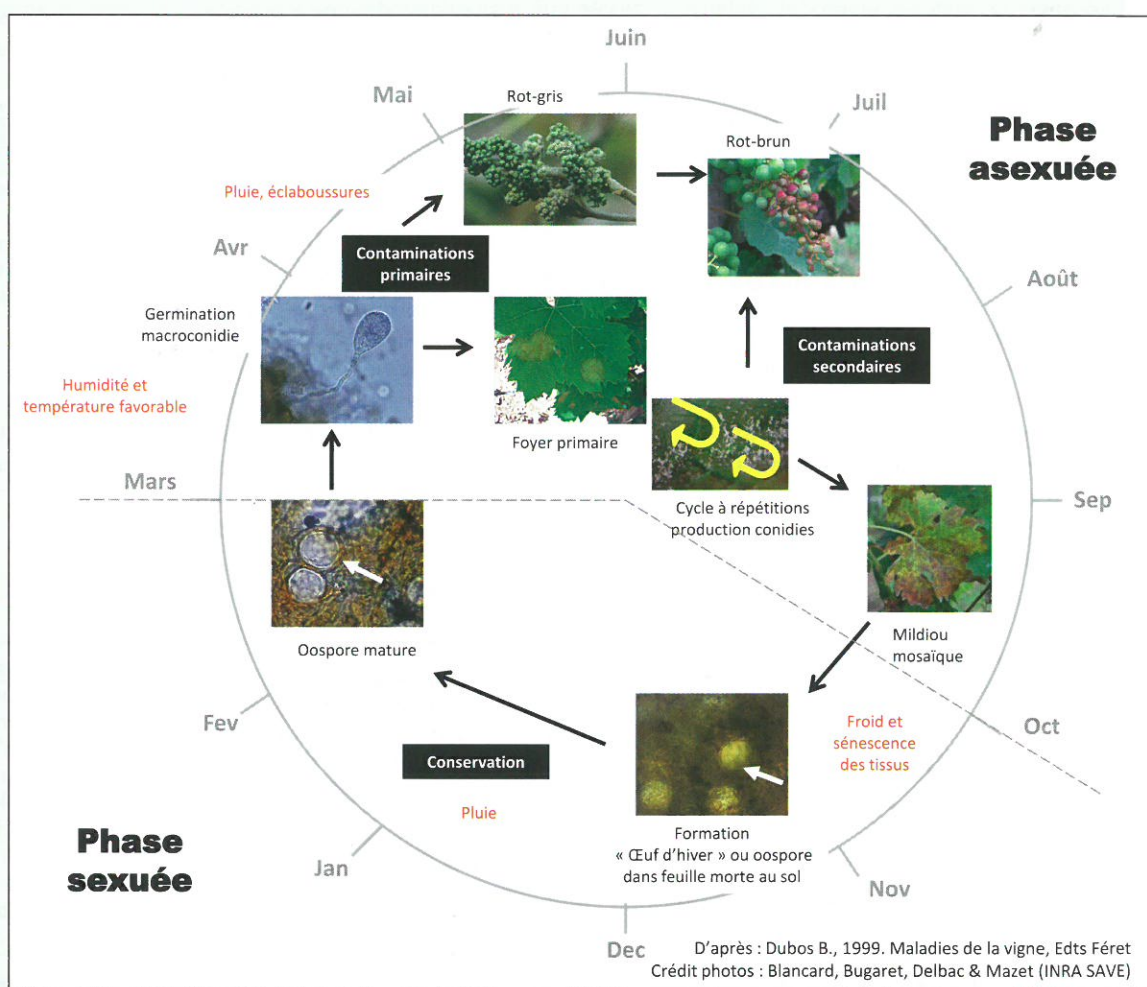 Juin
Mai
Rot-gris
Juil
Rot-brun
Phase
asexuée
Pluie, éclaboussures
Avr
Contaminations
primaires
Août
Germination
macroconidie
Contaminations
secondaires
Humidité et
température favorable
Foyer primaire
Mars
Cycle à répétitions
production conidies
Sep
Oospore mature
Mildiou
mosaïque
Fev
Froid et
sénescence
des tissus
Oct
Conservation
Pluie
Formation
« Œuf d'hiver » ou oospore
dans feuille morte au sol
Phase
sexuée
Jan
Nov
Dec
D'après : Dubos B., 1999. Maladies de la vigne, Edts Féret
Crédit photos : Blancard, Bugaret, Delbac & Mazet (INRA SAVE)